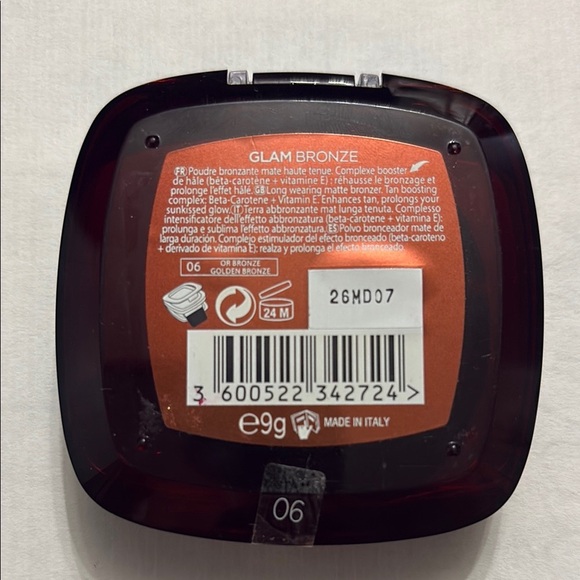 GLAM BRONZE
(FR) Poudre bronzante mate haute tenue. Complexe booster
de hâle (bêta-carotène + vitamine E) : réhausse le bronzage et
prolonge l'effet hâlé. (GB) Long wearing matte bronzer. Tan boosting
complex: Beta-Carotene + Vitamin E. Enhances tan, prolongs your
sunkissed glow. (IT) Terra abbronzante mat lunga tenuta. Complesso
intensificatore dell'effetto abbronzatura (beta-carotene + vitamina E):
prolunga e sublima l'effetto abbronzatura. (ES) Polvo bronceador mate de
larga duración. Complejo estimulador del efecto bronceado (beta-caroteno
+ derivado de vitamina E): realza y prolonga el efecto bronceado.
06 OR BRONZE
GOLDEN BRONZE
26MD07
24 M
3 600522 342724 >
e9g MADE IN ITALY
06